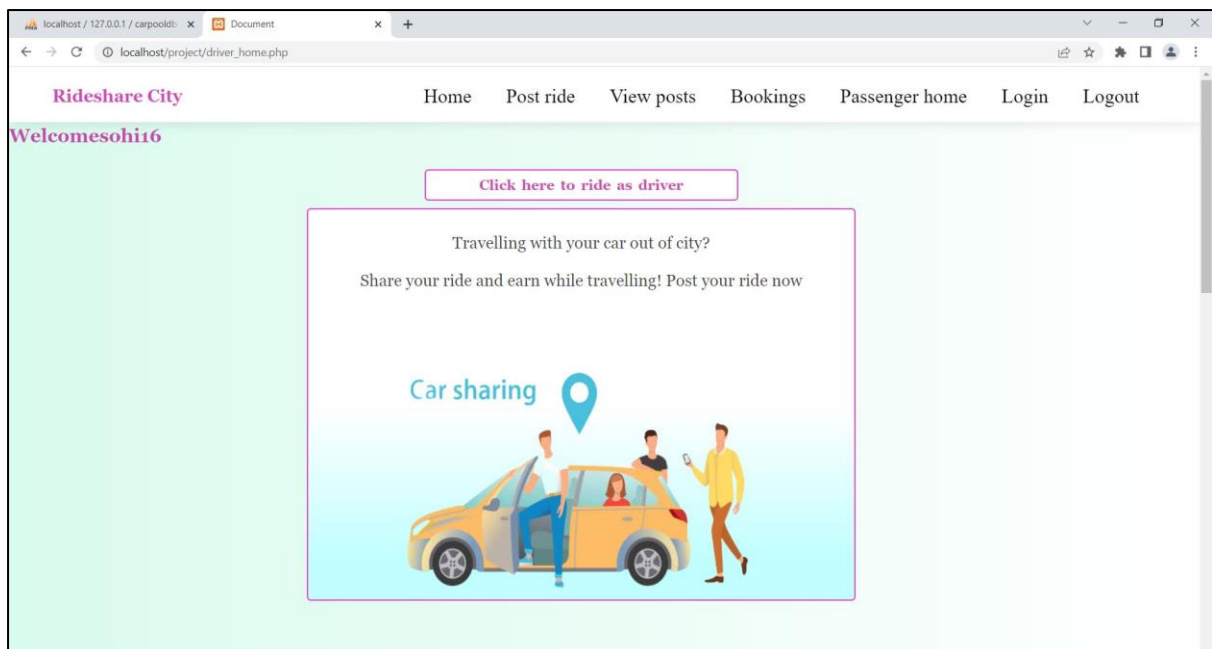 localhost / 127.0.0.1 / carpooldb
Document
localhost/project/driver_home.php
Rideshare City
Home Post ride View posts Bookings Passenger home Login Logout
Welcomesohi16
Click here to ride as driver
Travelling with your car out of city?
Share your ride and earn while travelling! Post your ride now
Car sharing